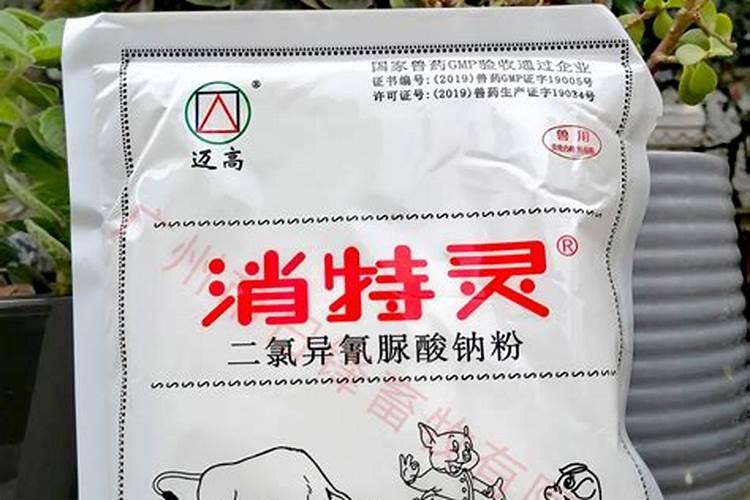 国家兽药GMP验收通过企业
证书编号:(2019)兽药GMP证字19005号
许可证号:(2019)兽药生产证字19034号
®
兽用
迈高
消特灵®
二氯异氰脲酸钠粉